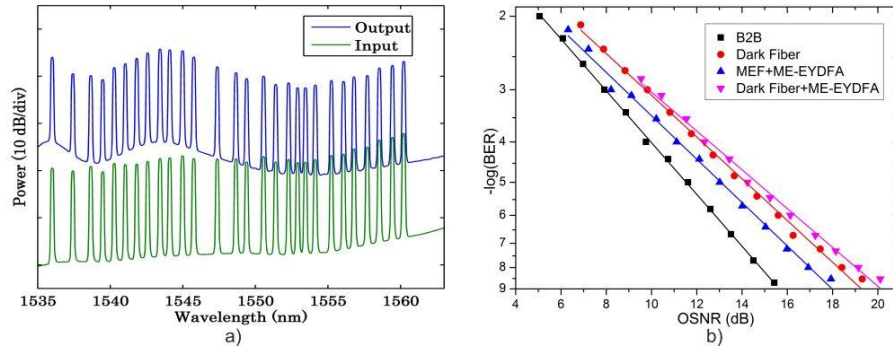 Output
Input
Power (10 dB/div)
1535
1540
1545
1550
1555
1560
Wavelength (nm)
a)
B2B
Dark Fiber
MEF+ME-EYDFA
Dark Fiber+ME-EYDFA
-log(BER)
2
3
4
5
6
7
8
9
4
6
8
10
12
14
16
18
20
OSNR (dB)
b)